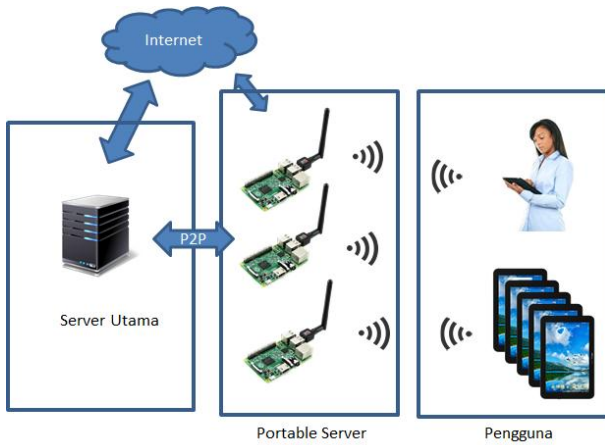 Internet
P2P
Server Utama
Portable Server
Pengguna